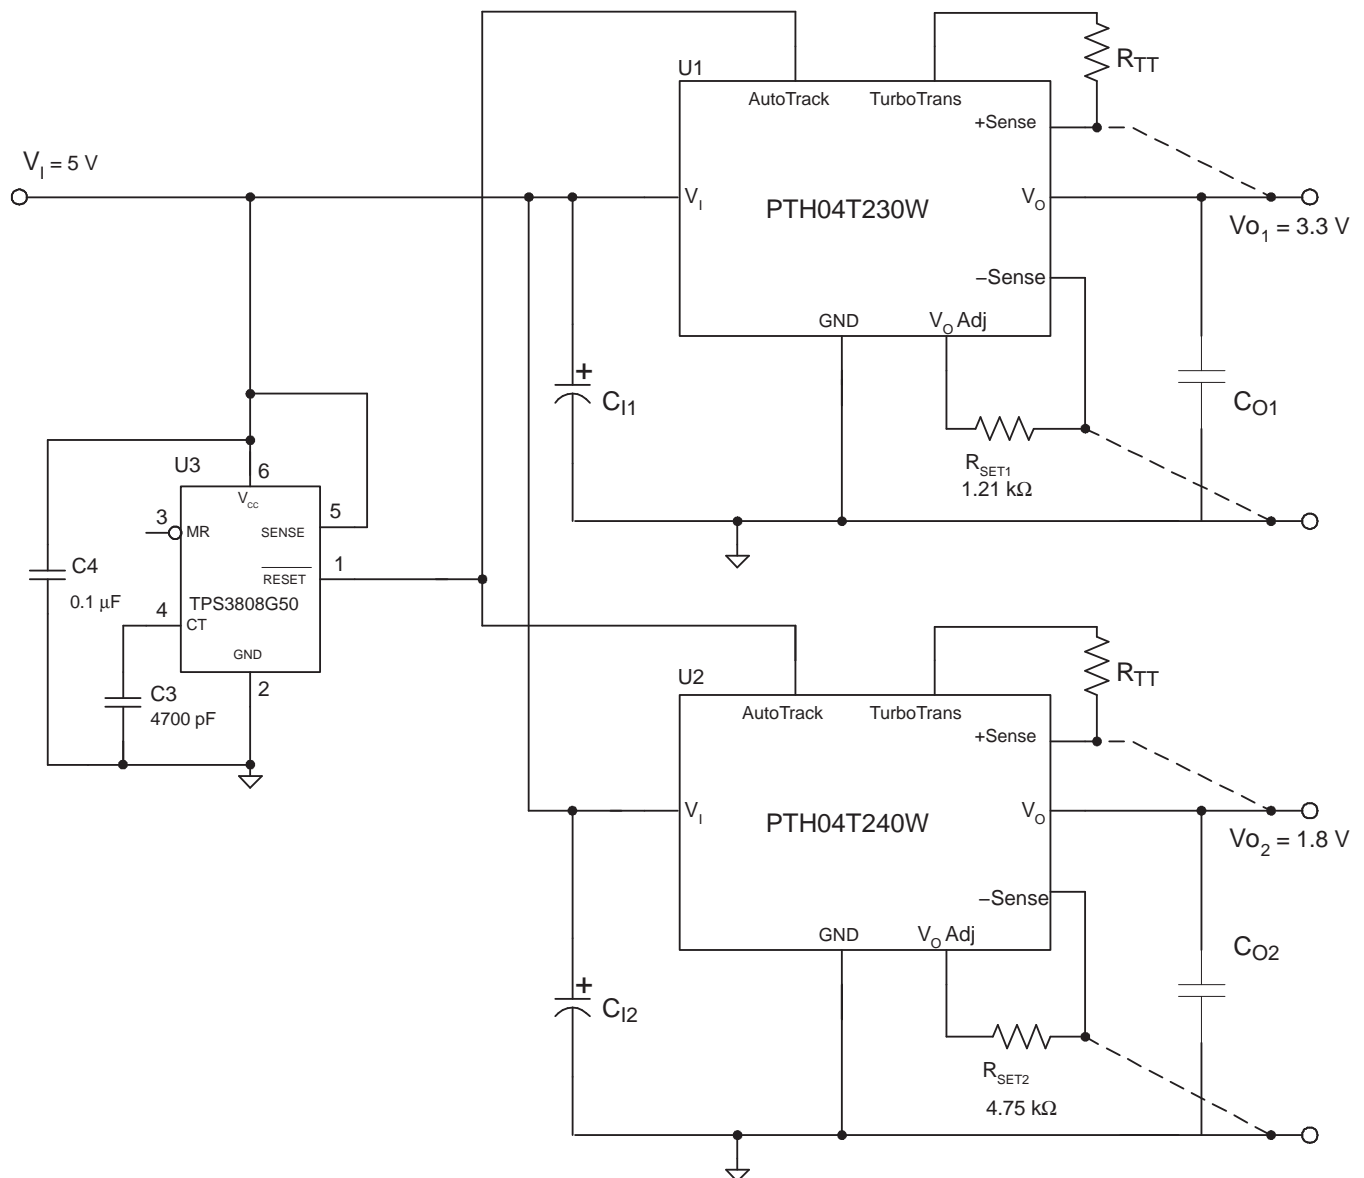 R_TT
U1
AutoTrack
TurboTrans
+Sense
V_I = 5 V
V_I
PTH04T230W
V_O
Vo_1 = 3.3 V
−Sense
GND
V_O Adj
+
C_I1
C_O1
R_SET1
1.21 kΩ
U3
6
V_CC
5
3
MR
SENSE
1
RESET
C4
0.1 μF
4
TPS3808G50
CT
GND
2
C3
4700 pF
R_TT
U2
AutoTrack
TurboTrans
+Sense
V_I
PTH04T240W
V_O
Vo_2 = 1.8 V
−Sense
GND
V_O Adj
C_O2
+
C_I2
R_SET2
4.75 kΩ